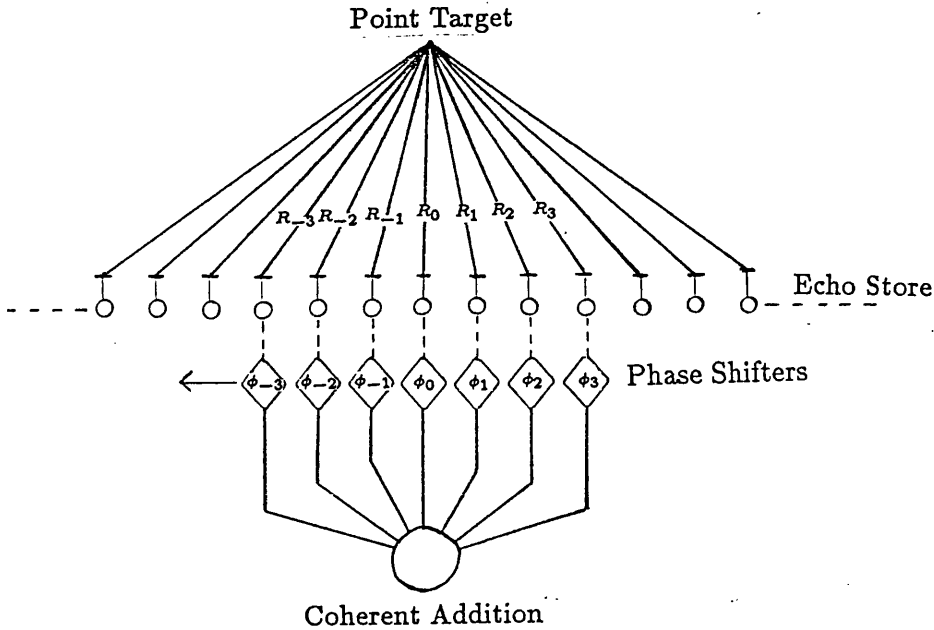 Point Target
R₋₃ R₋₂ R₋₁ R₀ R₁ R₂ R₃
Echo Store
ϕ₋₃ ϕ₋₂ ϕ₋₁ ϕ₀ ϕ₁ ϕ₂ ϕ₃ Phase Shifters
Coherent Addition